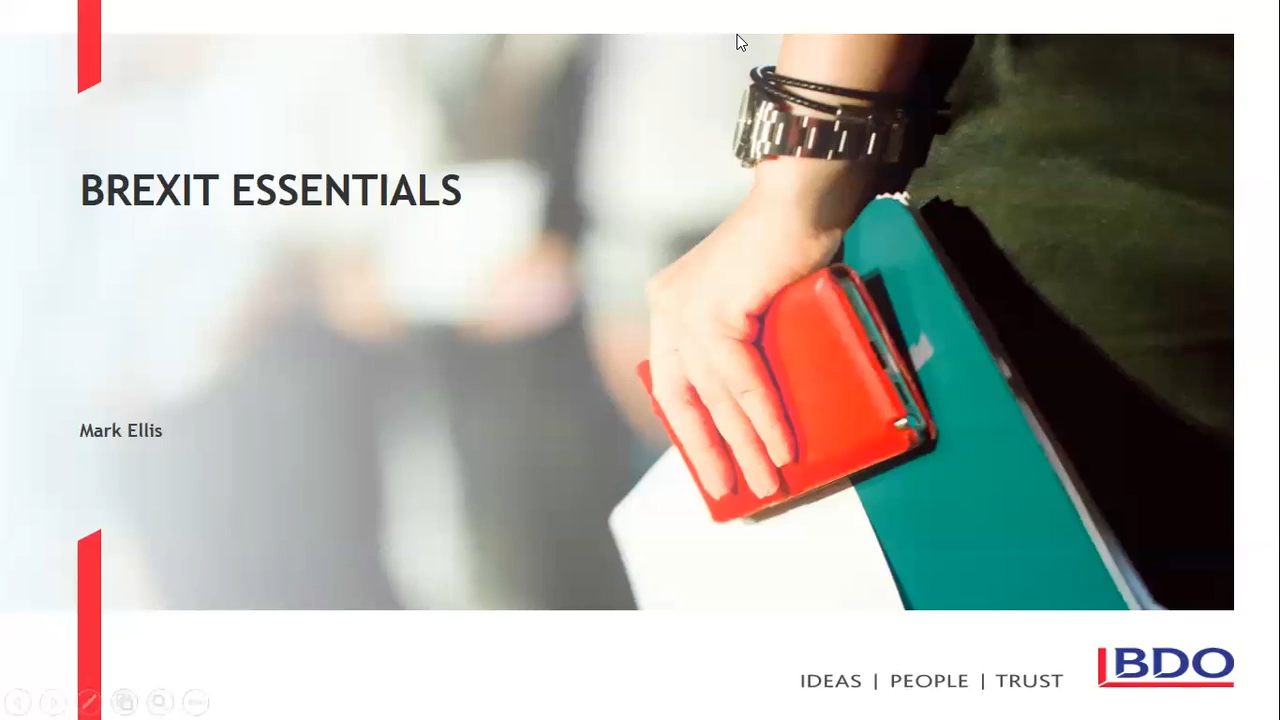 BREXIT ESSENTIALS
Mark Ellis
IDEAS | PEOPLE | TRUST
BDO